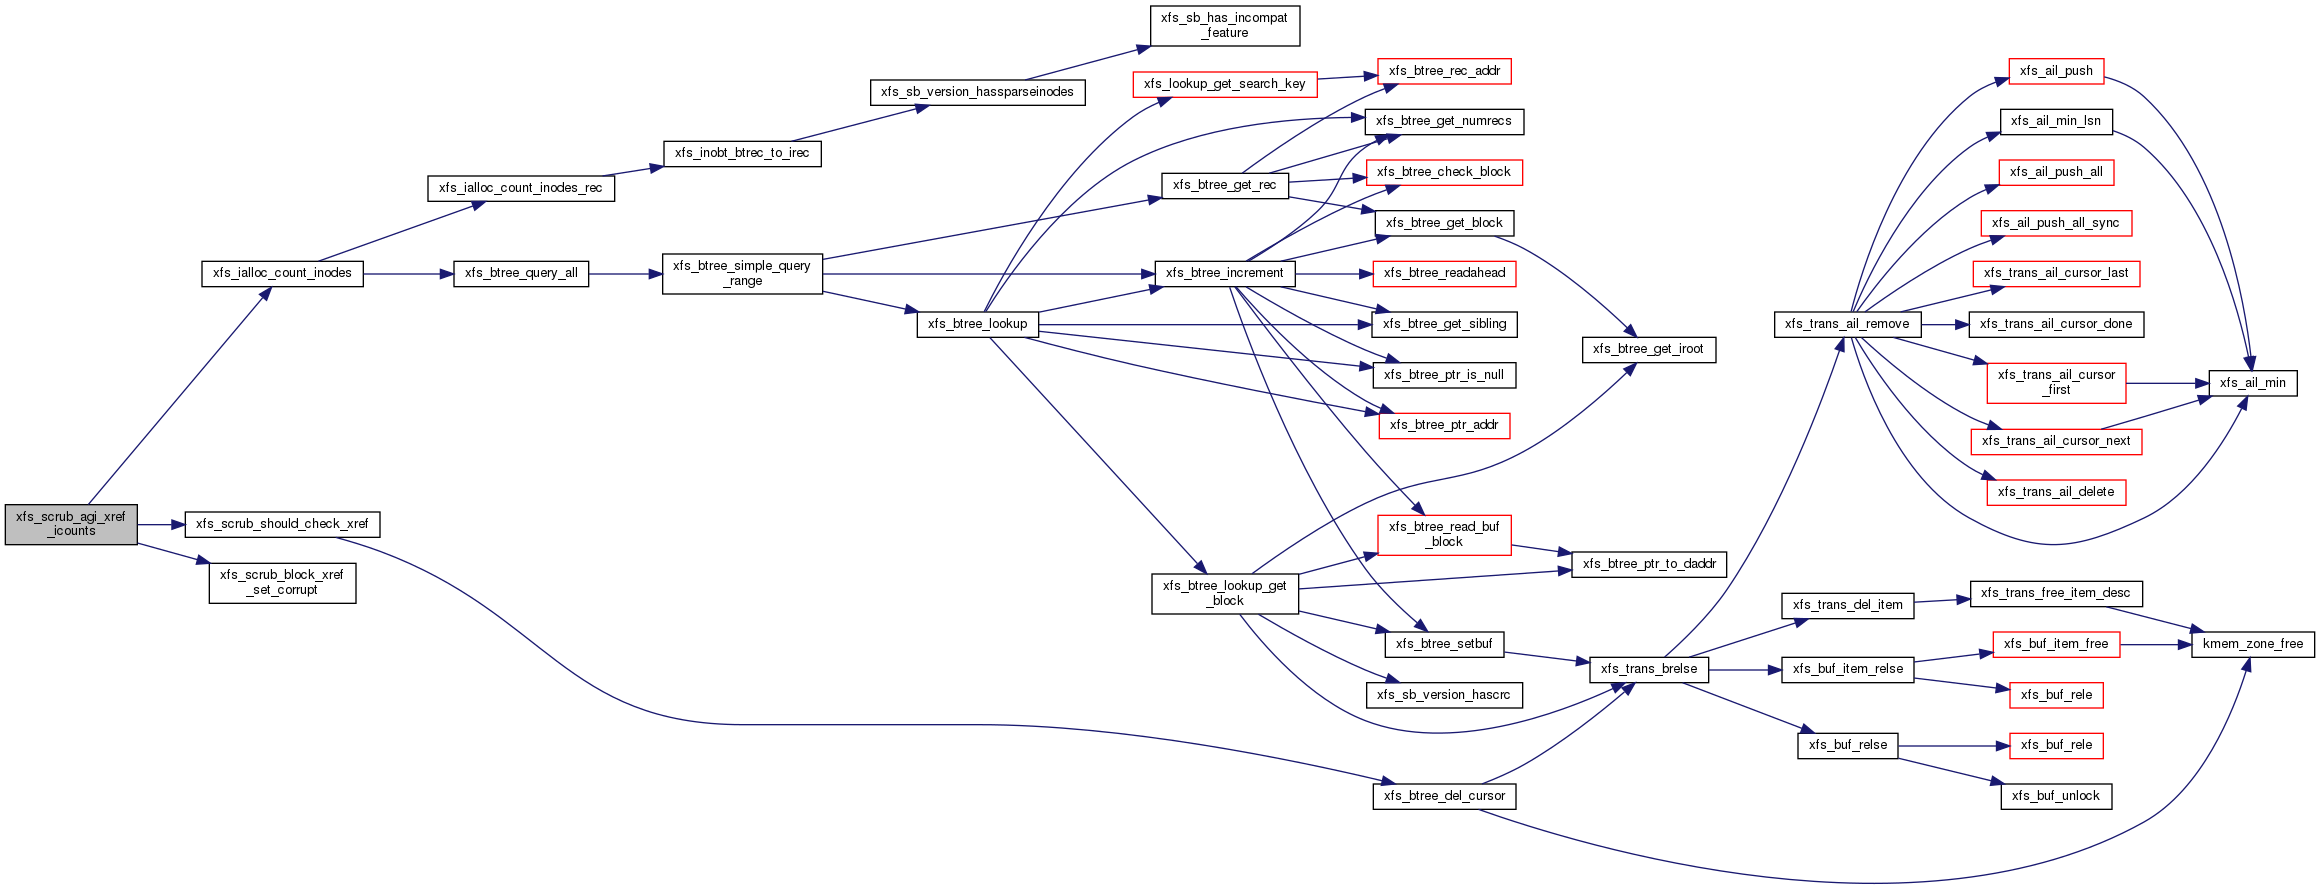 xfs_scrub_agi_xref
_icounts
xfs_ialloc_count_inodes
xfs_scrub_should_check_xref
xfs_scrub_block_xref
_set_corrupt
xfs_ialloc_count_inodes_rec
xfs_btree_query_all
xfs_inobt_btrec_to_irec
xfs_btree_simple_query
_range
xfs_sb_version_hassparseinodes
xfs_btree_lookup
xfs_sb_has_incompat
_feature
xfs_lookup_get_search_key
xfs_btree_get_rec
xfs_btree_increment
xfs_btree_lookup_get
_block
xfs_btree_rec_addr
xfs_btree_get_numrecs
xfs_btree_check_block
xfs_btree_get_block
xfs_btree_readahead
xfs_btree_get_sibling
xfs_btree_ptr_is_null
xfs_btree_ptr_addr
xfs_btree_read_buf
_block
xfs_btree_setbuf
xfs_sb_version_hascrc
xfs_btree_del_cursor
xfs_btree_get_iroot
xfs_btree_ptr_to_daddr
xfs_trans_brelse
xfs_trans_ail_remove
xfs_trans_del_item
xfs_buf_item_relse
xfs_buf_relse
xfs_ail_push
xfs_ail_min_lsn
xfs_ail_push_all
xfs_ail_push_all_sync
xfs_trans_ail_cursor_last
xfs_trans_ail_cursor_done
xfs_trans_ail_cursor
_first
xfs_trans_ail_cursor_next
xfs_trans_ail_delete
xfs_trans_free_item_desc
xfs_buf_item_free
xfs_buf_rele
xfs_buf_rele
xfs_buf_unlock
xfs_ail_min
kmem_zone_free